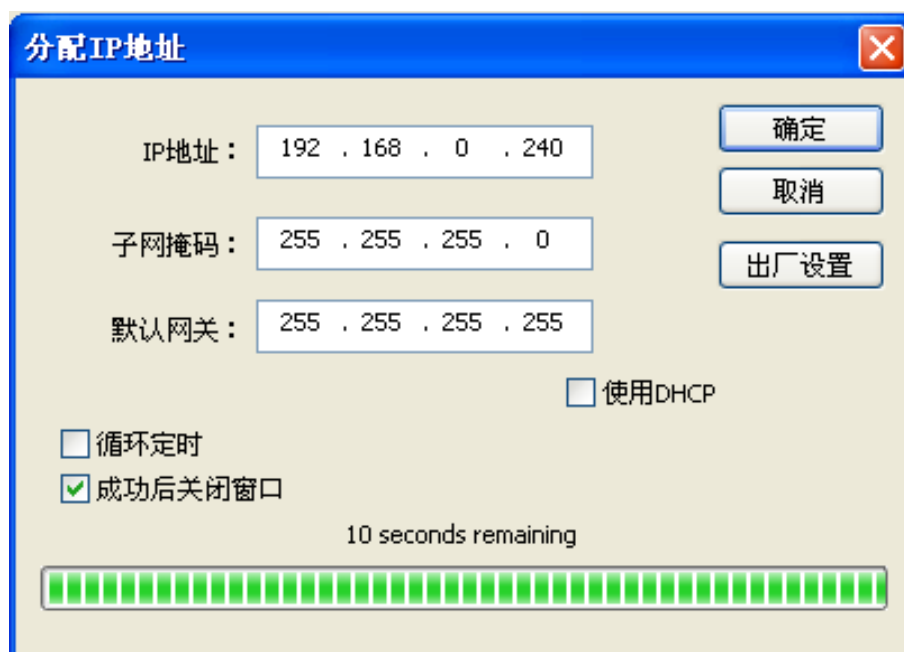 分配IP地址
IP地址： 192 . 168 . 0 . 240
确定
取消
子网掩码： 255 . 255 . 255 . 0
出厂设置
默认网关： 255 . 255 . 255 . 255
使用DHCP
循环定时
成功后关闭窗口
10 seconds remaining